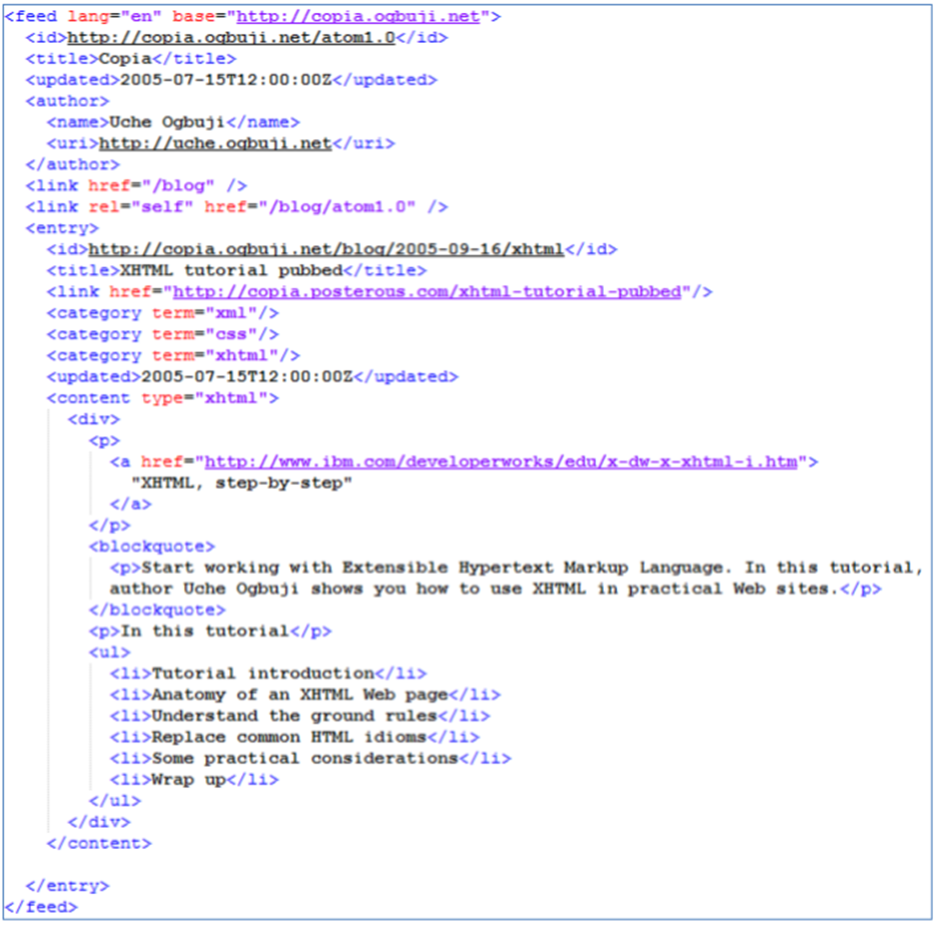 <feed lang="en" base="http://copia.ogbuji.net">
<id>http://copia.ogbuji.net/atom1.0</id>
<title>Copia</title>
<updated>2005-07-15T12:00:00Z</updated>
<author>
<name>Uche Ogbuji</name>
<uri>http://uche.ogbuji.net</uri>
</author>
<link href="/blog" />
<link rel="self" href="/blog/atom1.0" />
<entry>
<id>http://copia.ogbuji.net/blog/2005-09-16/xhtml</id>
<title>XHTML tutorial pubbed</title>
<link href="http://copia.posterous.com/xhtml-tutorial-pubbed"/>
<category term="xml"/>
<category term="css"/>
<category term="xhtml"/>
<updated>2005-07-15T12:00:00Z</updated>
<content type="xhtml">
<div>
<p>
<a href="http://www.ibm.com/developerworks/edu/x-dw-x-xhtml-i.htm">
"XHTML, step-by-step"
</a>
</p>
<blockquote>
<p>Start working with Extensible Hypertext Markup Language. In this tutorial,
author Uche Ogbuji shows you how to use XHTML in practical Web sites.</p>
</blockquote>
<p>In this tutorial</p>
<ul>
<li>Tutorial introduction</li>
<li>Anatomy of an XHTML Web page</li>
<li>Understand the ground rules</li>
<li>Replace common HTML idioms</li>
<li>Some practical considerations</li>
<li>Wrap up</li>
</ul>
</div>
</content>
</entry>
</feed>